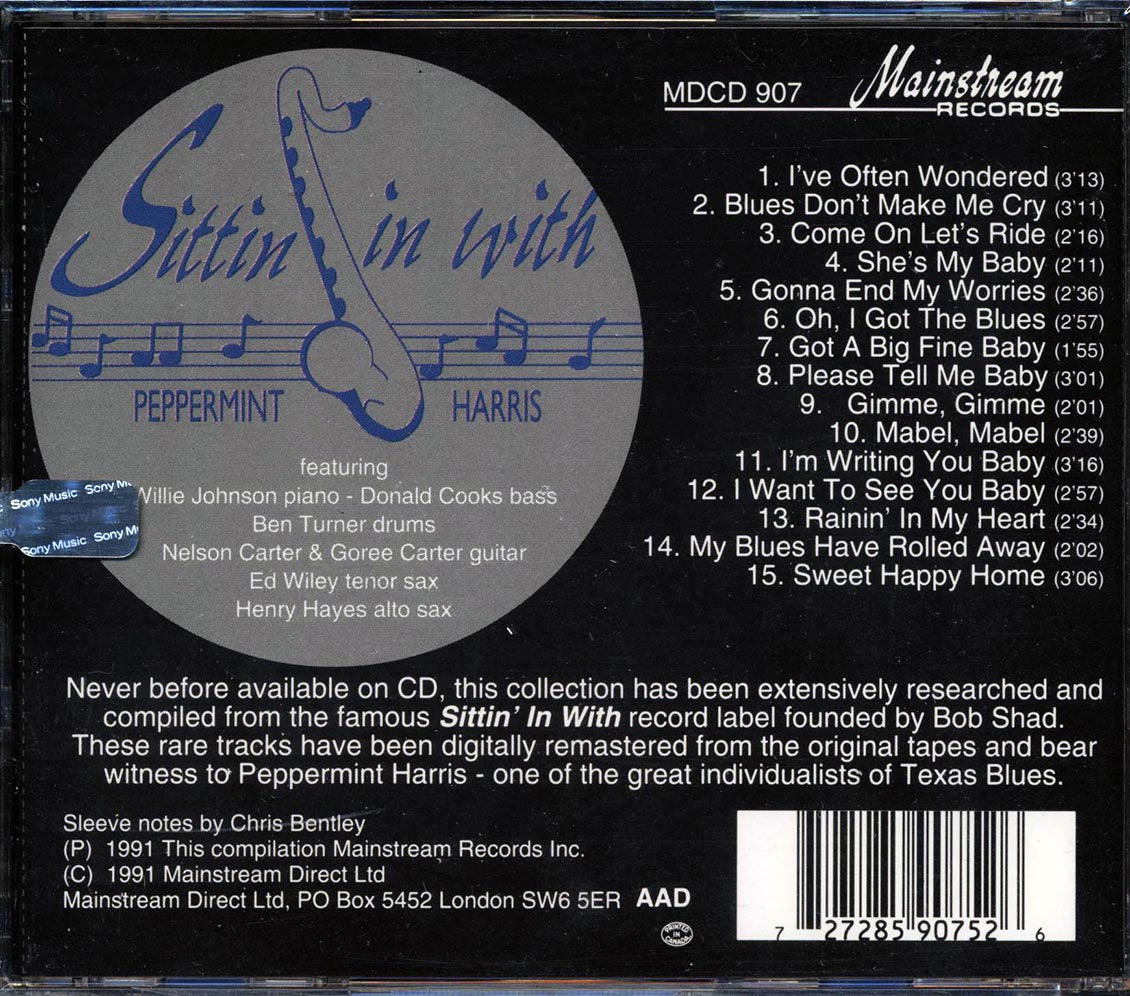 MDCD 907
Mainstream
RECORDS
Sittin in with
PEPPERMINT HARRIS
featuring
Willie Johnson piano - Donald Cooks bass
Ben Turner drums
Nelson Carter & Goree Carter guitar
Ed Wiley tenor sax
Henry Hayes alto sax
Sony Music Sony Mu
Sony Music
ony Music Sony Mu
1. I've Often Wondered (3'13)
2. Blues Don't Make Me Cry (3'11)
3. Come On Let's Ride (2'16)
4. She's My Baby (2'11)
5. Gonna End My Worries (2'36)
6. Oh, I Got The Blues (2'57)
7. Got A Big Fine Baby (1'55)
8. Please Tell Me Baby (3'01)
9. Gimme, Gimme (2'01)
10. Mabel, Mabel (2'39)
11. I'm Writing You Baby (3'16)
12. I Want To See You Baby (2'57)
13. Rainin' In My Heart (2'34)
14. My Blues Have Rolled Away (2'02)
15. Sweet Happy Home (3'06)
Never before available on CD, this collection has been extensively researched and
compiled from the famous Sittin' In With record label founded by Bob Shad.
These rare tracks have been digitally remastered from the original tapes and bear
witness to Peppermint Harris - one of the great individualists of Texas Blues.
Sleeve notes by Chris Bentley
(P) 1991 This compilation Mainstream Records Inc.
(C) 1991 Mainstream Direct Ltd
Mainstream Direct Ltd, PO Box 5452 London SW6 5ER AAD
PRINTED
IN
CANADA
7 27285 90752 6